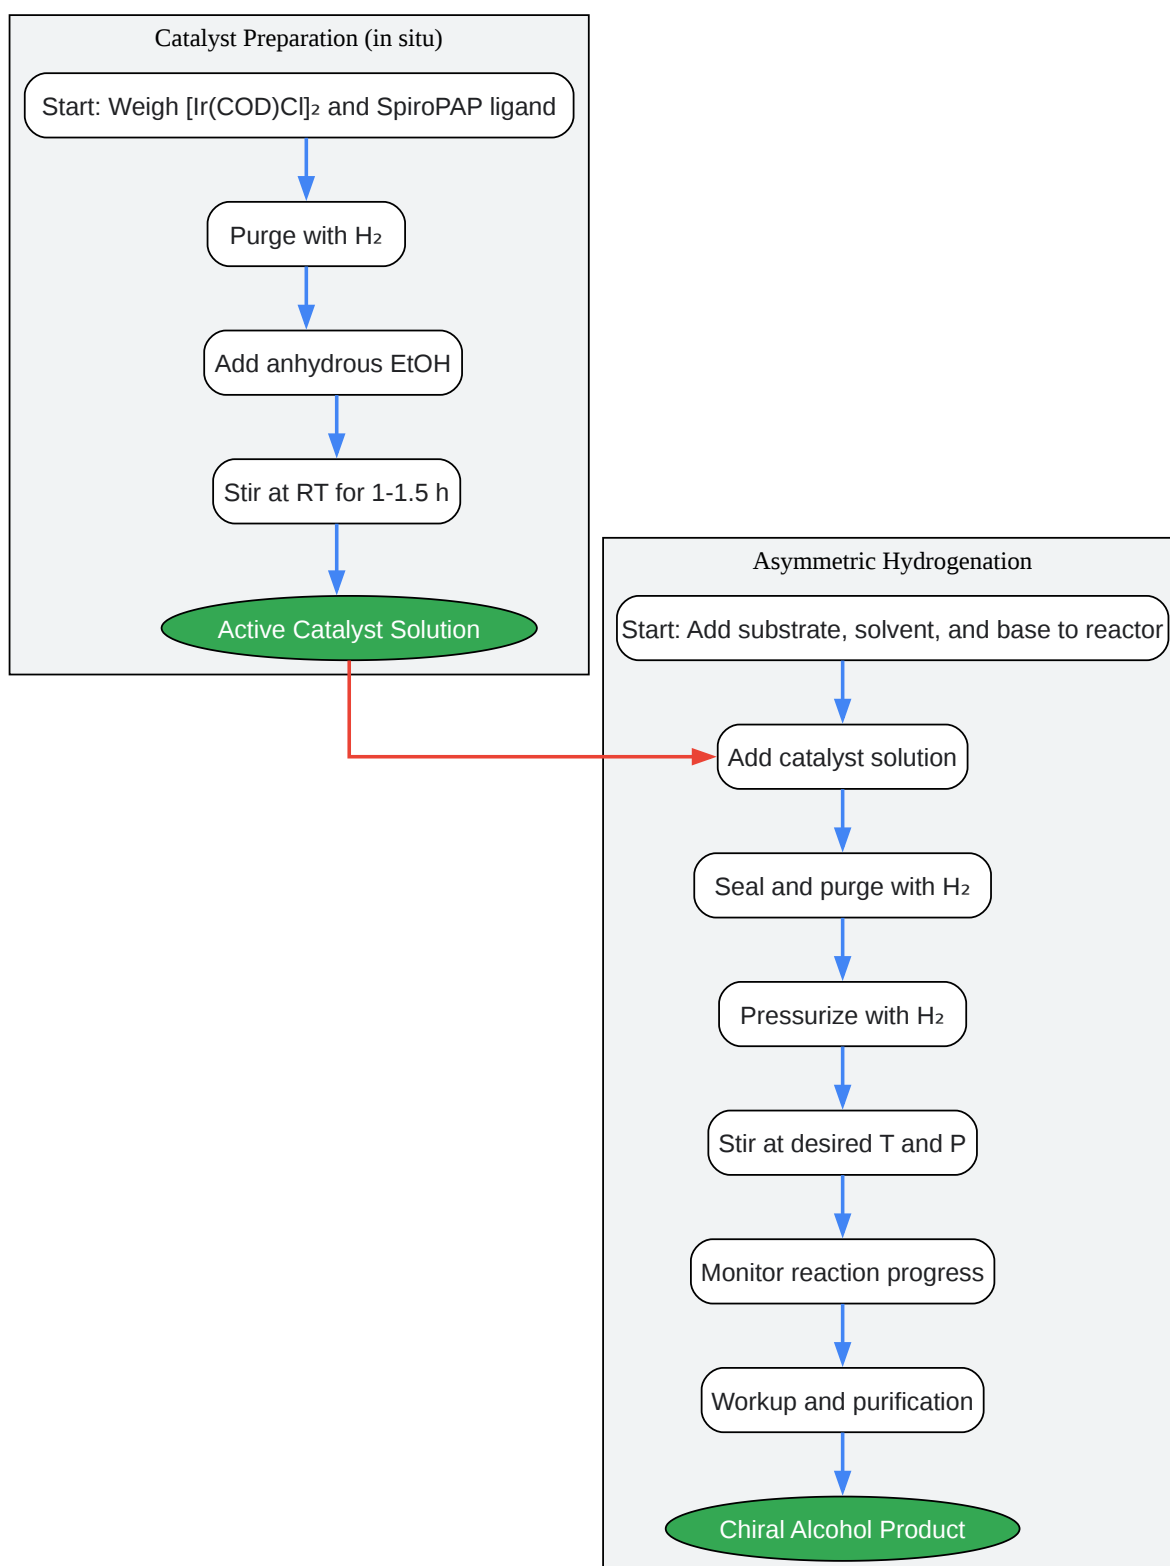 Catalyst Preparation (in situ)
Start: Weigh [Ir(COD)Cl]₂ and SpiroPAP ligand
Purge with H₂
Add anhydrous EtOH
Stir at RT for 1-1.5 h
Active Catalyst Solution
Asymmetric Hydrogenation
Start: Add substrate, solvent, and base to reactor
Add catalyst solution
Seal and purge with H₂
Pressurize with H₂
Stir at desired T and P
Monitor reaction progress
Workup and purification
Chiral Alcohol Product